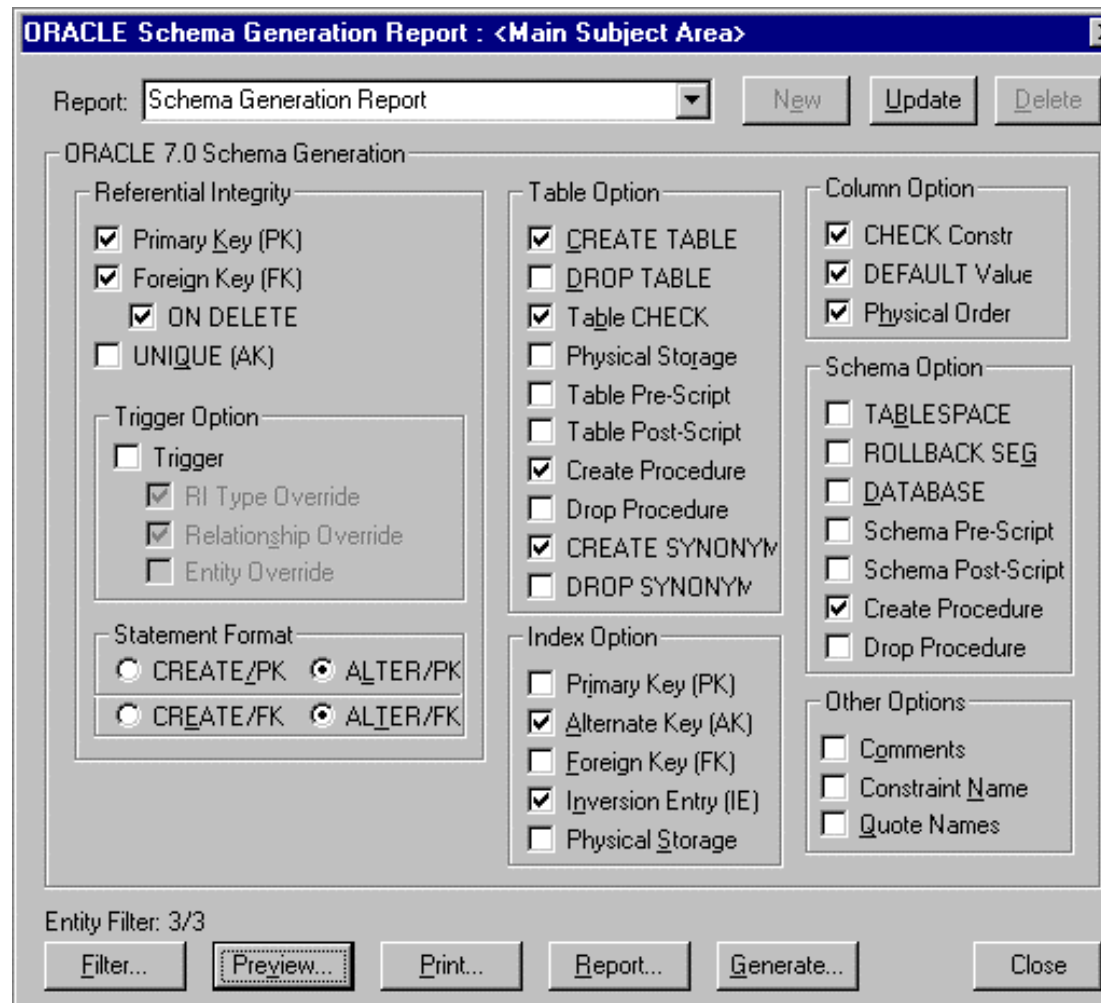 ORACLE Schema Generation Report : <Main Subject Area>
Report: Schema Generation Report New Update Delete
ORACLE 7.0 Schema Generation
Referential Integrity
Primary Key (PK)
Foreign Key (FK)
ON DELETE
UNIQUE (AK)
Trigger Option
Trigger
RI Type Override
Relationship Override
Entity Override
Statement Format
CREATE/PK ALTER/PK
CREATE/FK ALTER/FK
Table Option
CREATE TABLE
DROP TABLE
Table CHECK
Physical Storage
Table Pre-Script
Table Post-Script
Create Procedure
Drop Procedure
CREATE SYNONYM
DROP SYNONYM
Index Option
Primary Key (PK)
Alternate Key (AK)
Foreign Key (FK)
Inversion Entry (IE)
Physical Storage
Column Option
CHECK Constr
DEFAULT Value
Physical Order
Schema Option
TABLESPACE
ROLLBACK SEG
DATABASE
Schema Pre-Script
Schema Post-Script
Create Procedure
Drop Procedure
Other Options
Comments
Constraint Name
Quote Names
Entity Filter: 3/3
Filter... Preview... Print... Report... Generate... Close